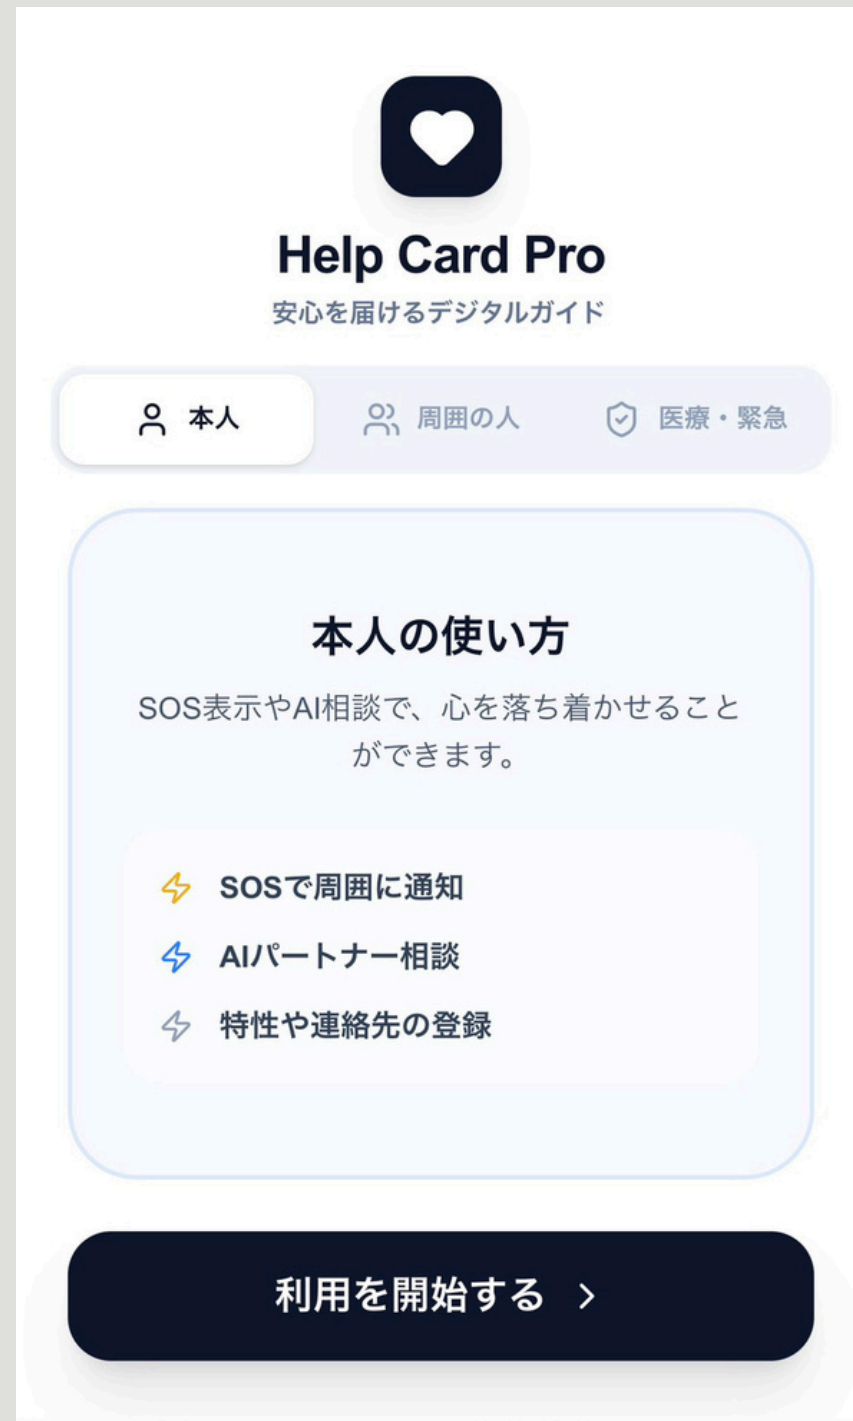 Help Card Pro
安心を届けるデジタルガイド
本人
周囲の人
医療・緊急
本人の使い方
SOS表示やAI相談で、心を落ち着かせること
ができます。
SOSで周囲に通知
AIパートナー相談
特性や連絡先の登録
利用を開始する